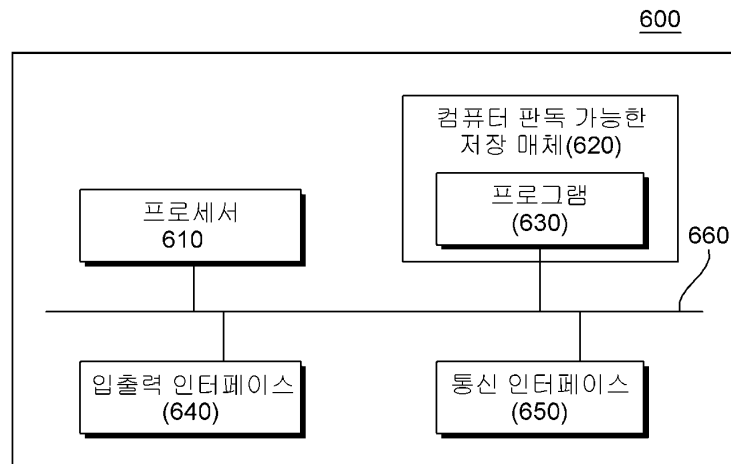 600
컴퓨터 판독 가능한
저장 매체(620)
프로세서
610
프로그램
(630)
660
입출력 인터페이스
(640)
통신 인터페이스
(650)